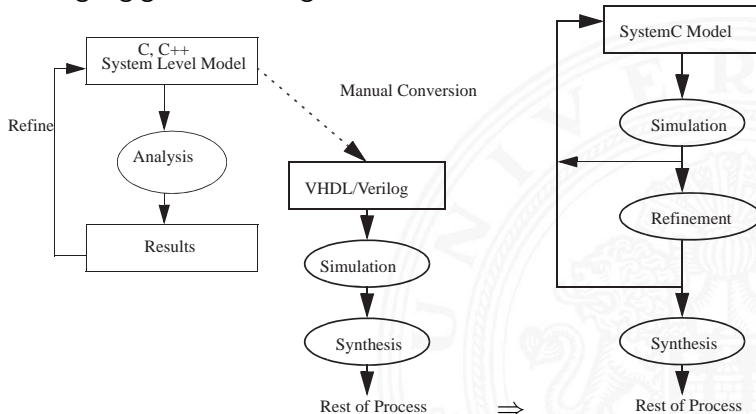 C, C++
System Level Model
Refine
Analysis
Results
Manual Conversion
VHDL/Verilog
Simulation
Synthesis
Rest of Process
⇒
SystemC Model
Simulation
Refinement
Synthesis
Rest of Process